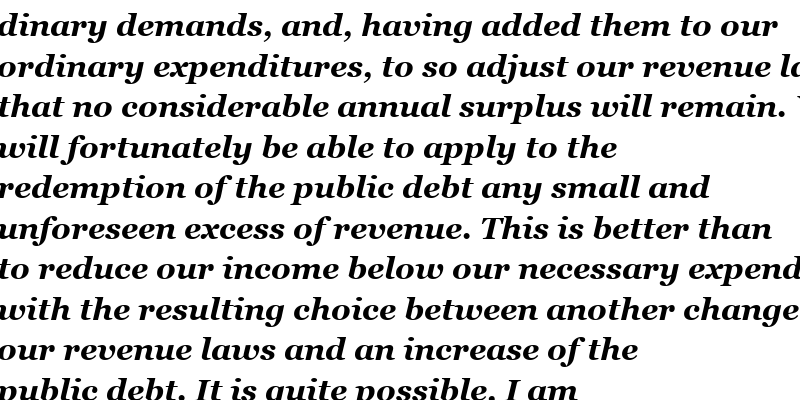 dinary demands, and, having added them to our
ordinary expenditures, to so adjust our revenue
that no considerable annual surplus will remain.
will fortunately be able to apply to the
redemption of the public debt any small and
unforeseen excess of revenue. This is better than
to reduce our income below our necessary expend
with the resulting choice between another change
our revenue laws and an increase of the
public debt. It is quite possible, I am